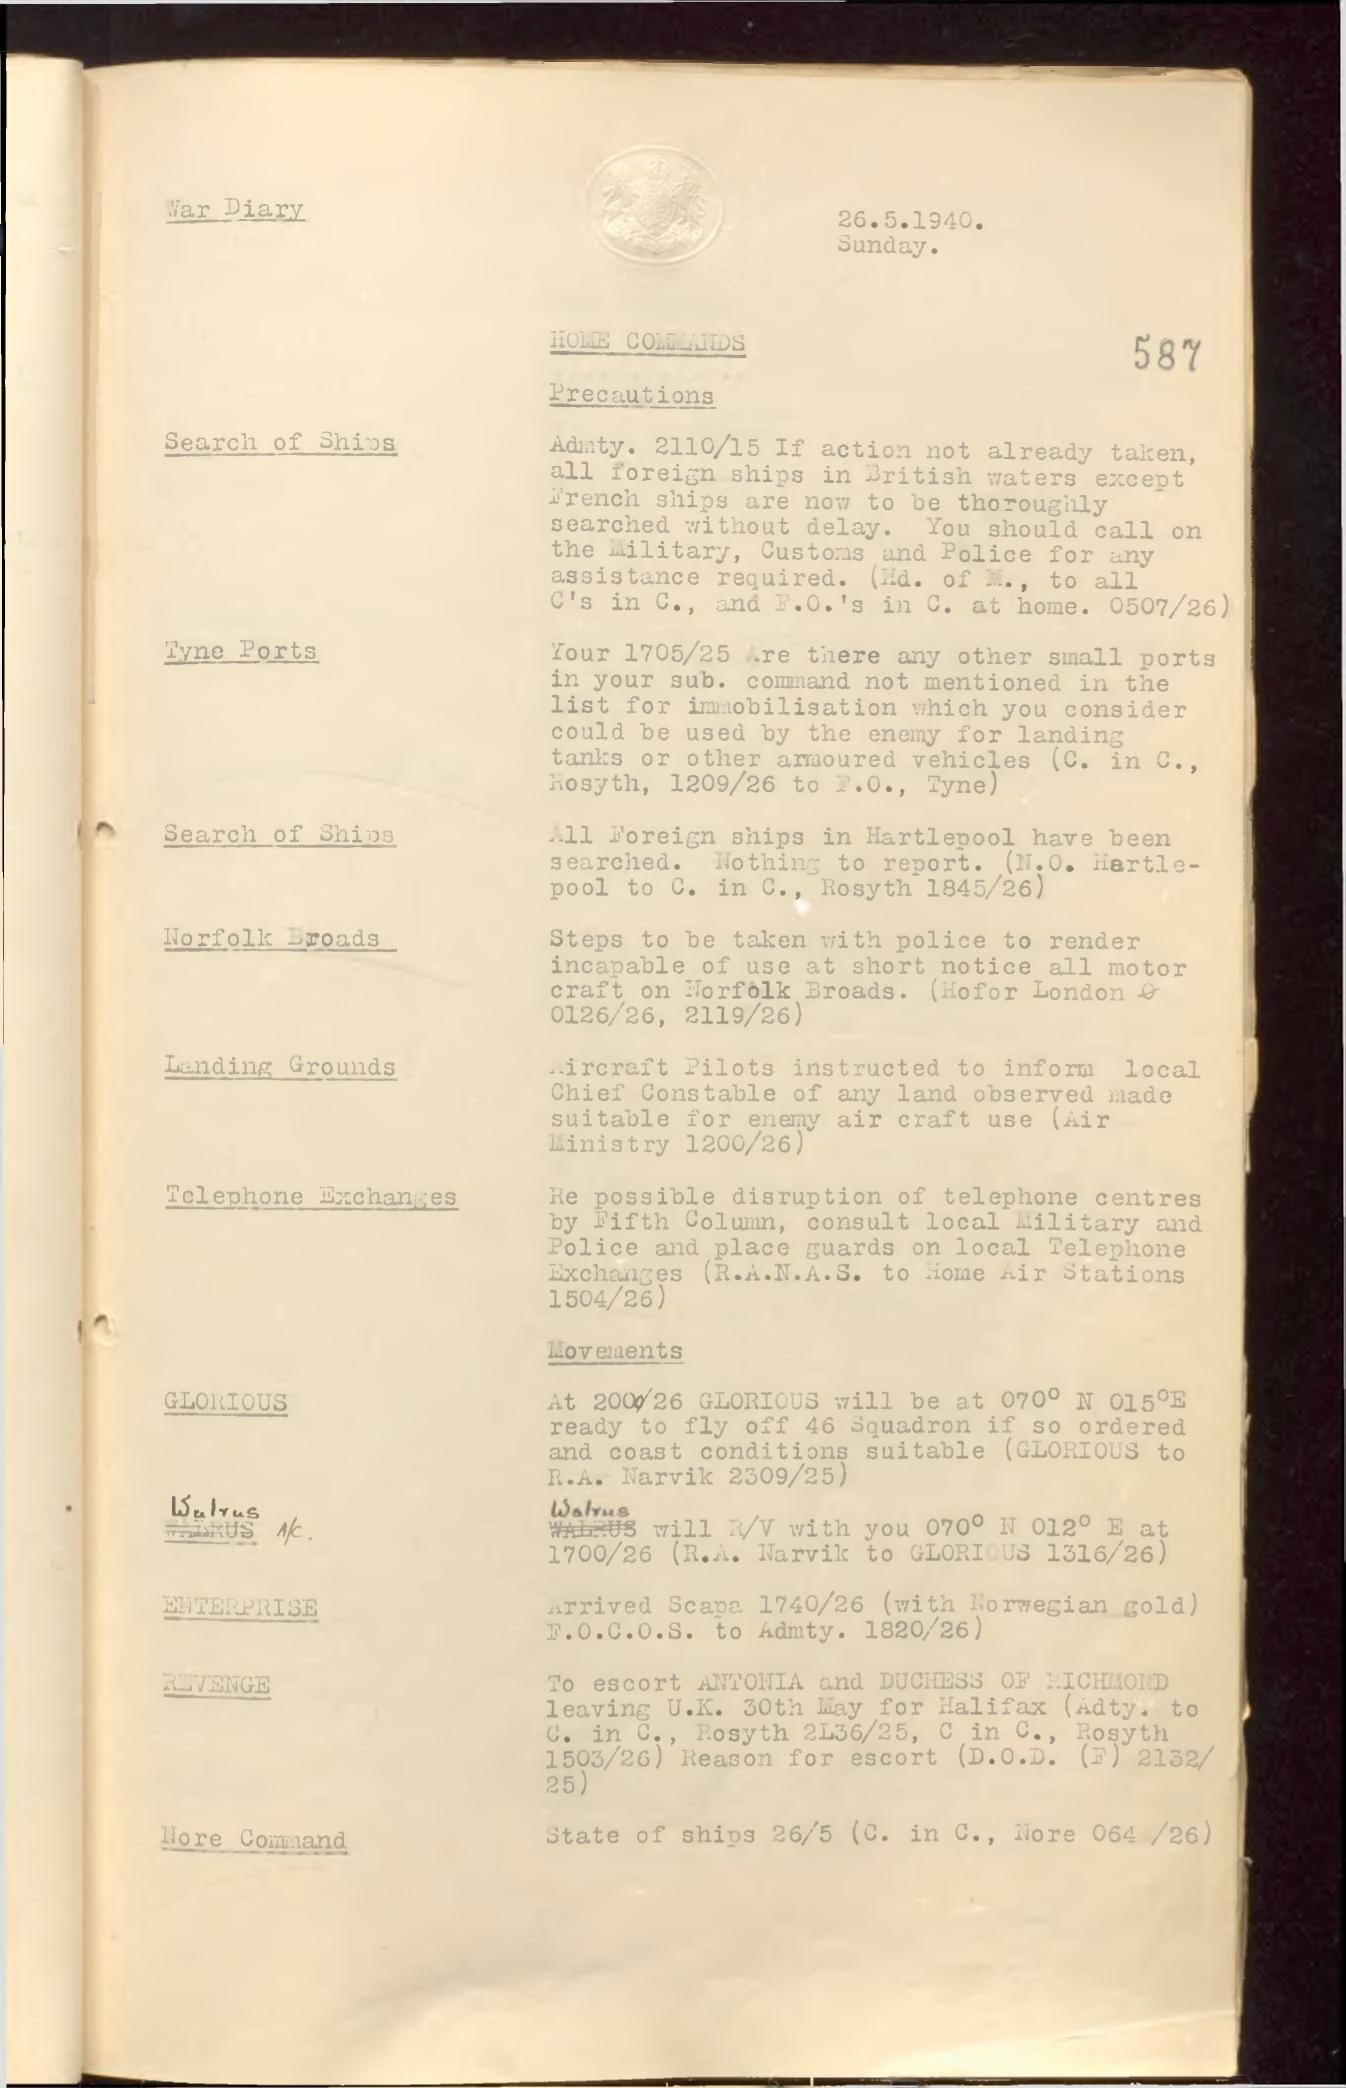 War Diary
26.5.1940.
Sunday.
HOME COMMANDS
587
Precautions
Search of Ships
Admty. 2110/15 If action not already taken,
all foreign ships in British waters except
French ships are now to be thoroughly
searched without delay. You should call on
the Military, Customs and Police for any
assistance required. (Hd. of M., to all
C's in C., and F.O.'s in C. at home. 0507/26)
Tyne Ports
Your 1705/25 Are there any other small ports
in your sub. command not mentioned in the
list for immobilisation which you consider
could be used by the enemy for landing
tanks or other armoured vehicles (C. in C.,
Rosyth, 1209/26 to F.O., Tyne)
Search of Ships
All Foreign ships in Hartlepool have been
searched. Nothing to report. (N.O. Hartle-
pool to C. in C., Rosyth 1845/26)
Norfolk Broads
Steps to be taken with police to render
incapable of use at short notice all motor
craft on Norfolk Broads. (Hofor London
0126/26, 2119/26)
Landing Grounds
Aircraft Pilots instructed to inform local
Chief Constable of any land observed made
suitable for enemy air craft use (Air
Ministry 1200/26)
Telephone Exchanges
Re possible disruption of telephone centres
by Fifth Column, consult local Military and
Police and place guards on local Telephone
Exchanges (R.A.N.A.S. to Home Air Stations
1504/26)
Movements
GLORIOUS
At 2000/26 GLORIOUS will be at 070° N 015°E
ready to fly off 46 Squadron if so ordered
and coast conditions suitable (GLORIOUS to
R.A. Narvik 2309/25)
Walrus
WALRUS A/c.
Walrus
WALRUS will R/V with you 070° N 012° E at
1700/26 (R.A. Narvik to GLORIOUS 1316/26)
ENTERPRISE
Arrived Scapa 1740/26 (with Norwegian gold)
F.O.C.O.S. to Admty. 1820/26)
REVENGE
To escort ANTONIA and DUCHESS OF RICHMOND
leaving U.K. 30th May for Halifax (Adty. to
C. in C., Rosyth 2L36/25, C in C., Rosyth
1503/26) Reason for escort (D.O.D. (F) 2132/
25)
Nore Command
State of ships 26/5 (C. in C., Nore 064 /26)